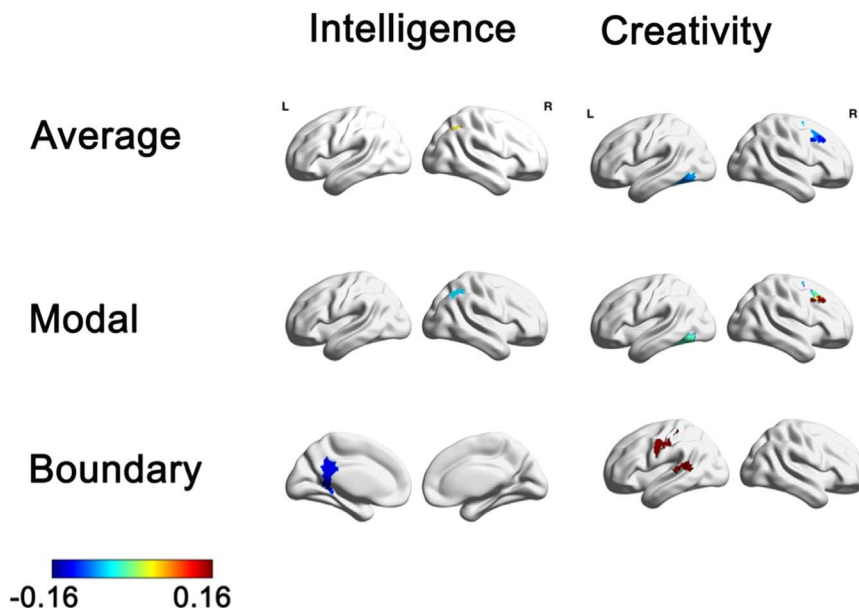 Intelligence Creativity
L R L R
Average
Modal
Boundary
-0.16 0.16